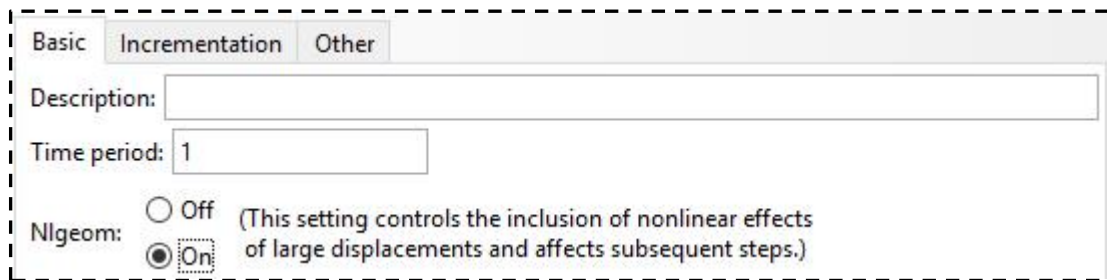 Basic Incrementation Other
Description:
Time period: 1
Nlgeom: Off (This setting controls the inclusion of nonlinear effects
On of large displacements and affects subsequent steps.)